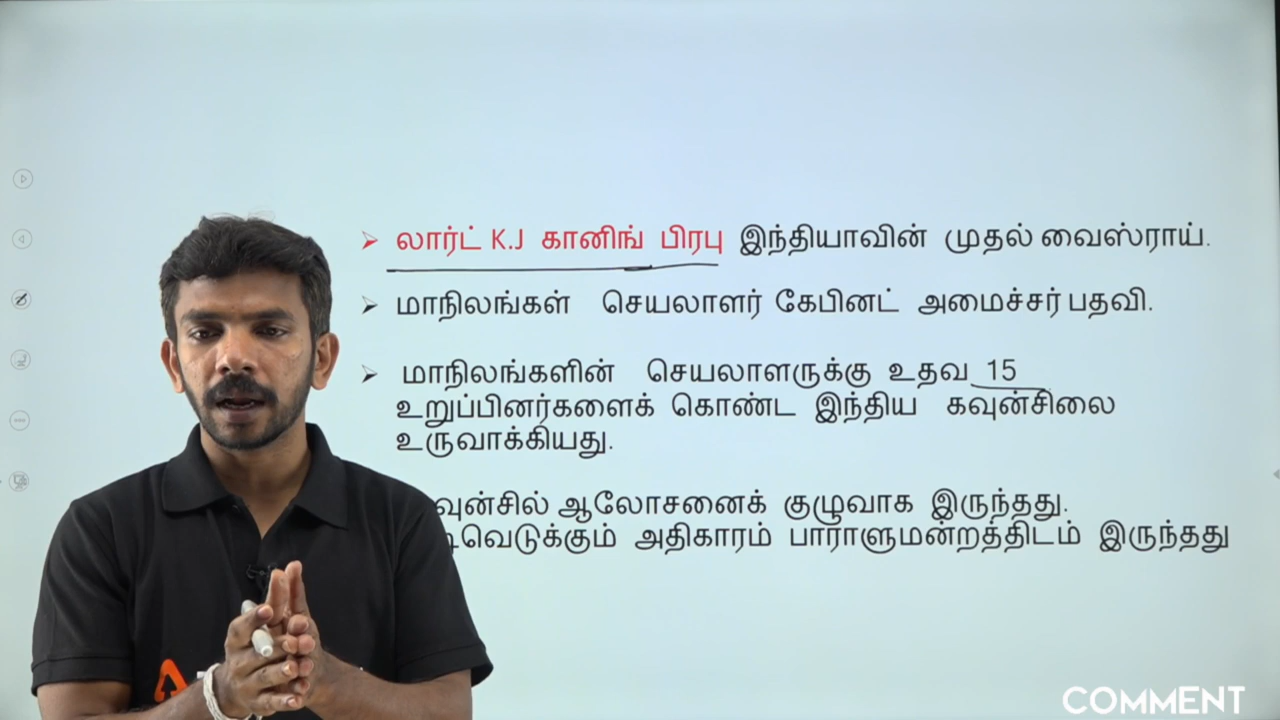 லார்ட் K.J கானிங் பிரபு இந்தியாவின் முதல் வைஸ்ராய்.
மாநிலங்கள் செயலாளர் கேபினட் அமைச்சர் பதவி.
மாநிலங்களின் செயலாளருக்கு உதவ 15
உறுப்பினர்களைக் கொண்ட இந்திய கவுன்சிலை
உருவாக்கியது.
ஆலோசனைக் குழுவாக இருந்தது.
அதிகாரம் பாராளுமன்றத்திடம் இருந்தது
COMMENT